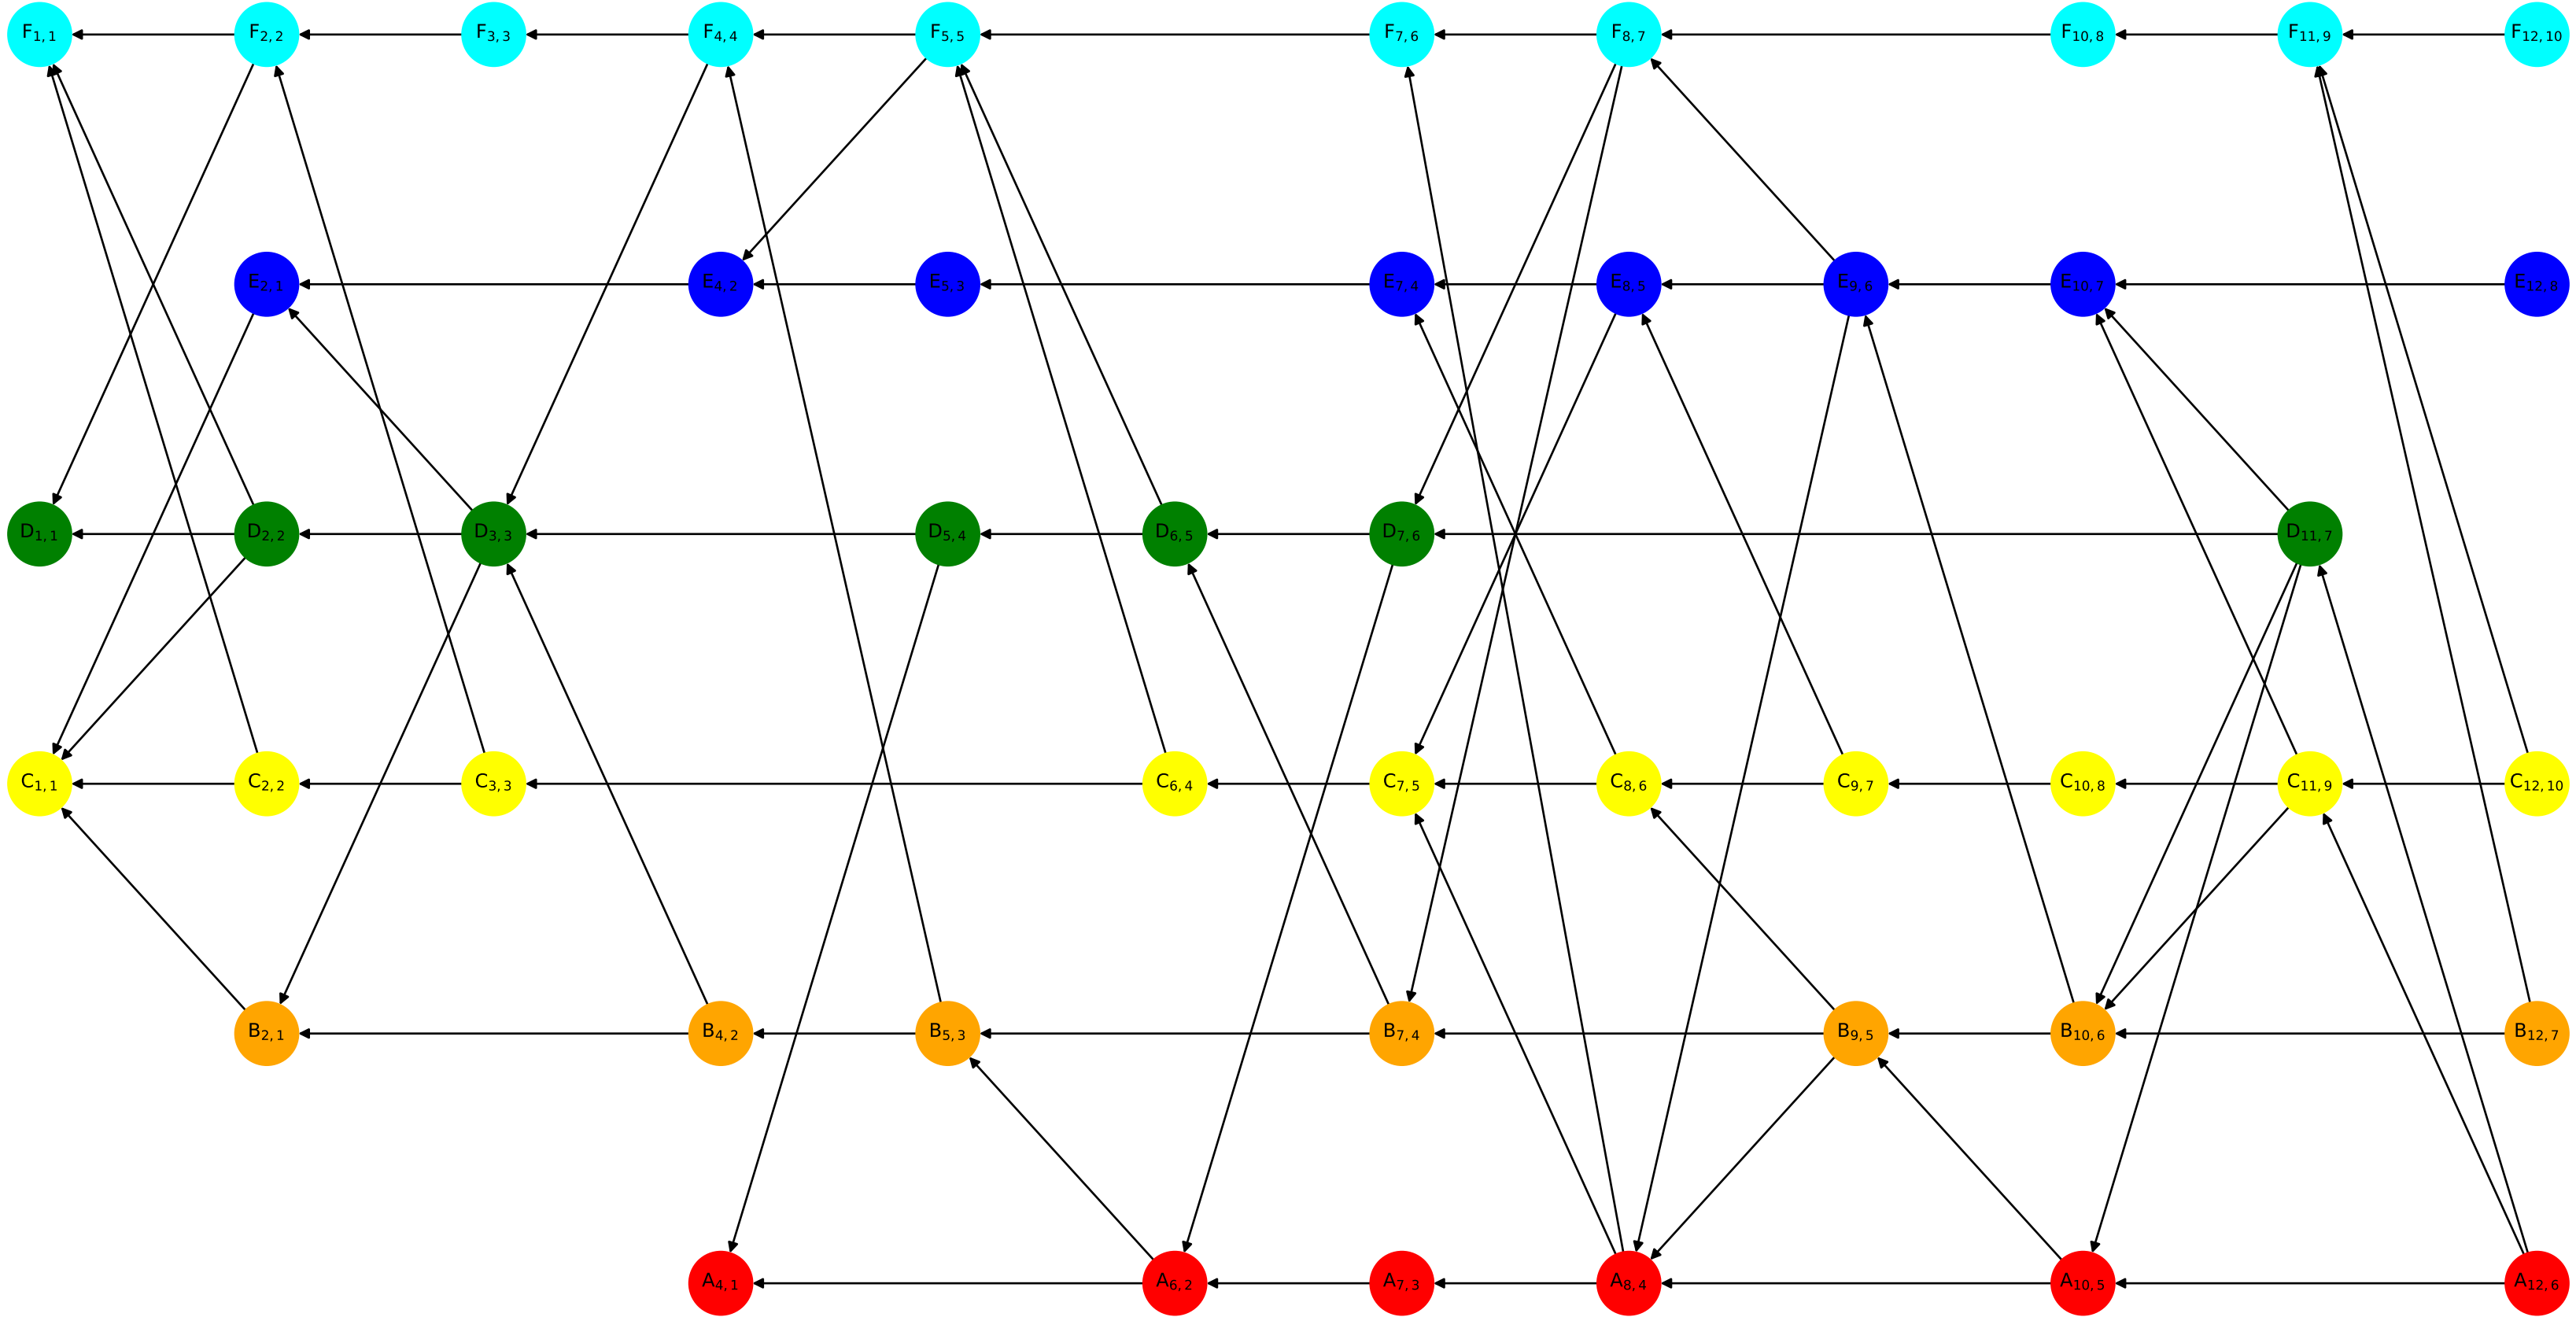 F1,1 F2,2 F3,3 F4,4 F5,5 F7,6 F8,7 F10,8 F11,9 F12,10
E2,1 E4,2 E5,3 E7,4 E8,5 E9,6 E10,7 E12,8
D1,1 D2,2 D3,3 D5,4 D6,5 D7,6 D11,7
C1,1 C2,2 C3,3 C6,4 C7,5 C8,6 C9,7 C10,8 C11,9 C12,10
B2,1 B4,2 B5,3 B7,4 B9,5 B10,6 B12,7
A4,1 A6,2 A7,3 A8,4 A10,5 A12,6